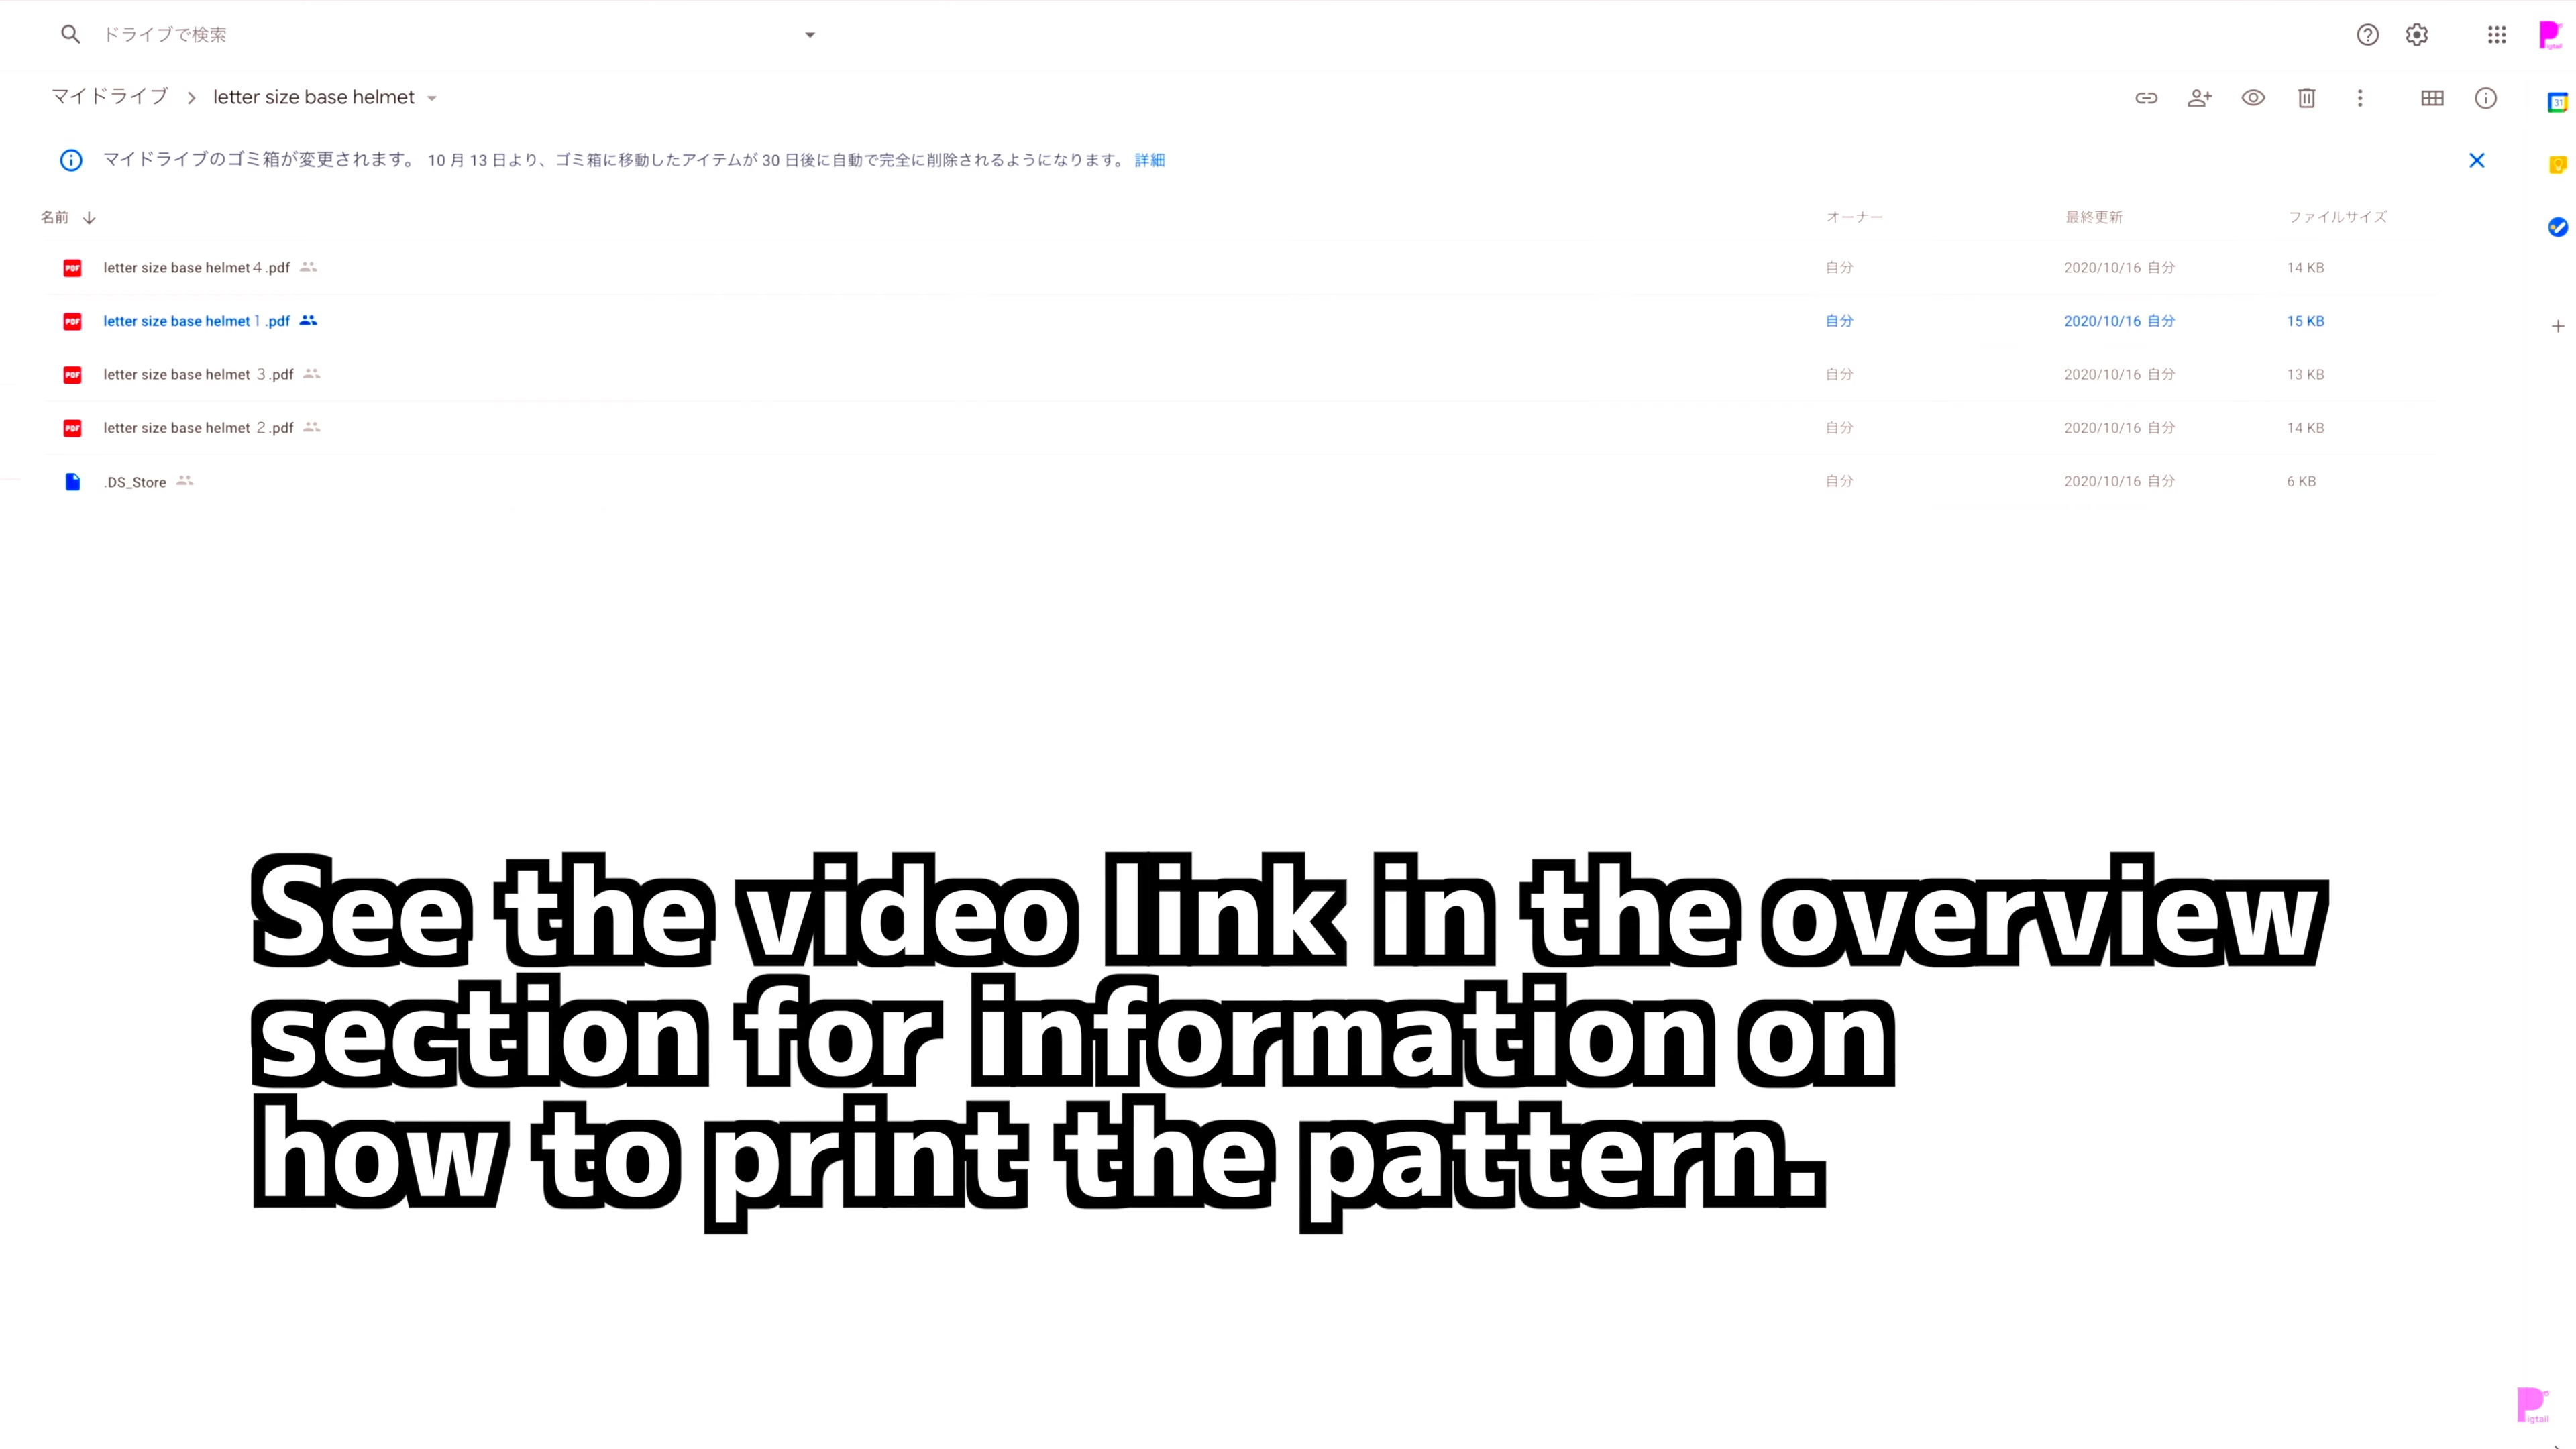 ドライブで検索
マイドライブ > letter size base helmet
マイドライブのゴミ箱が変更されます。 10 月 13 日より、ゴミ箱に移動したアイテムが 30 日後に自動で完全に削除されるようになります。 詳細
名前 オーナー 最終更新 ファイルサイズ
PDF letter size base helmet４.pdf 自分 2020/10/16 自分 14 KB
PDF letter size base helmet１.pdf 自分 2020/10/16 自分 15 KB
PDF letter size base helmet ３.pdf 自分 2020/10/16 自分 13 KB
PDF letter size base helmet ２.pdf 自分 2020/10/16 自分 14 KB
.DS_Store 自分 2020/10/16 自分 6 KB
31
See the video link in the overview
section for information on
how to print the pattern.
Pigtail